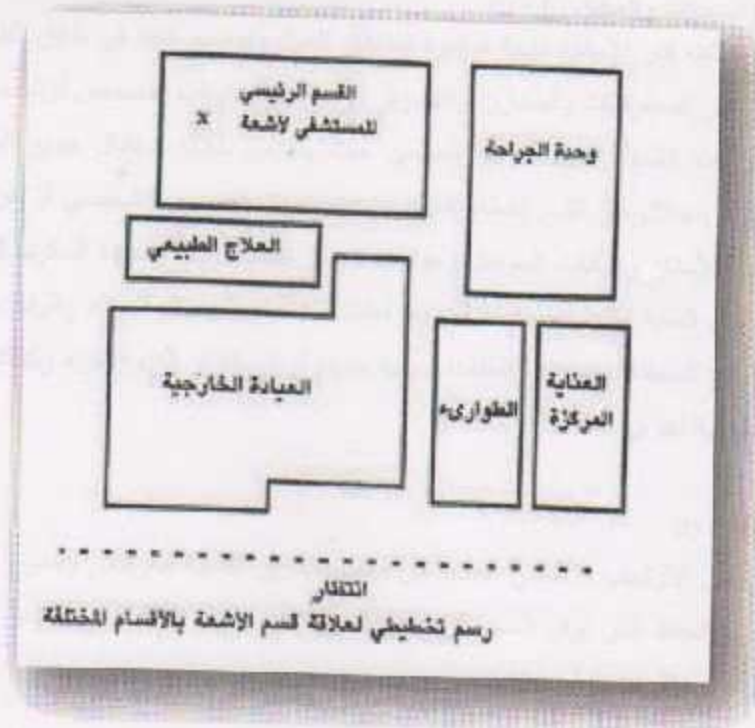 القسم الرئيسي
للمستشفي لأشعة
x
وحدة الجراحة
العلاج الطبيعي
العيادة الخارجية
الطوارىء
العناية
المركزة
انتظار
رسم تخطيطي لعلاقة قسم الأشعة بالأقسام المختلفة